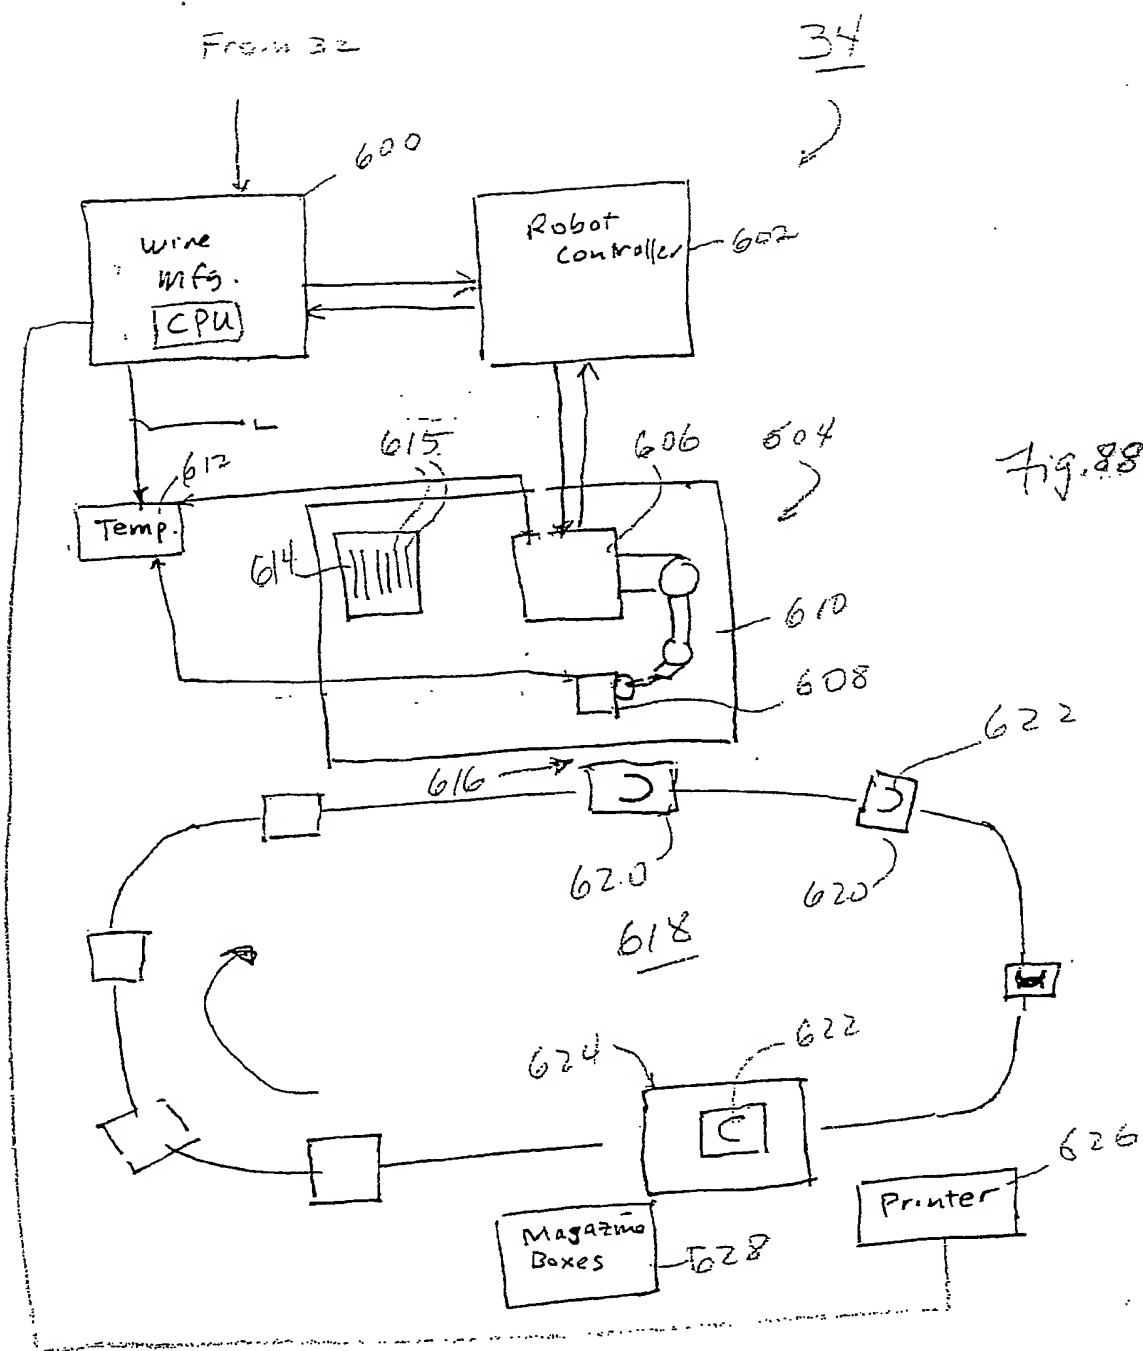 From 32
34
600
Wire
Mfg.
CPU
Robot
Controller
602
L
612
Temp.
615
606
604
Fig. 88
614
610
608
616
622
620
620
618
624
622
626
Printer
Magazine
Boxes
628